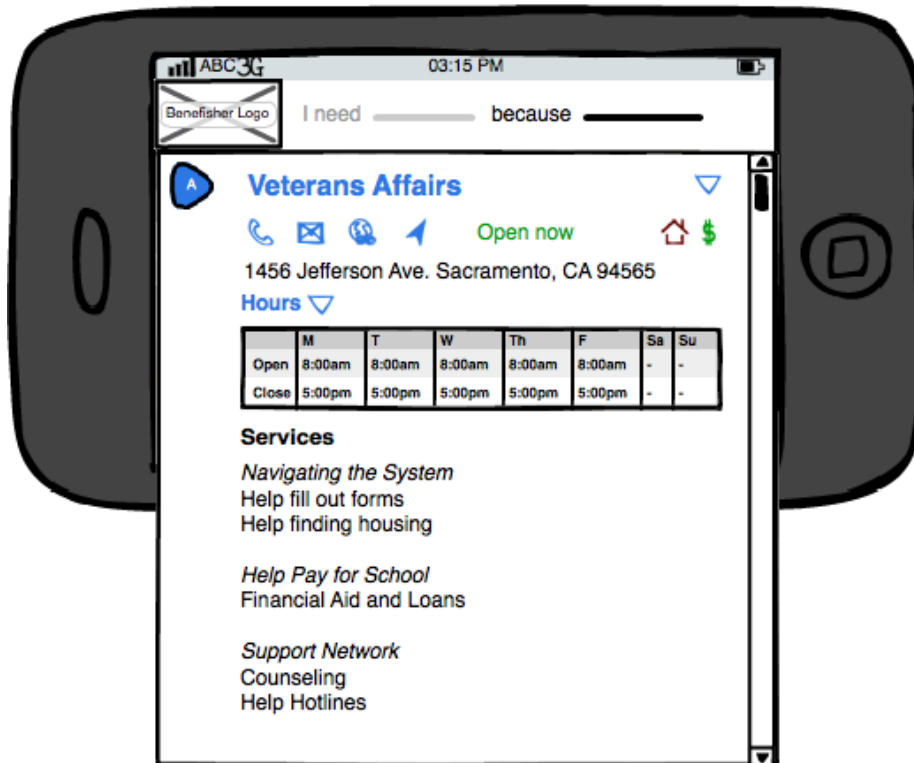 ABC 3G 03:15 PM
Benefisher Logo I need because
A Veterans Affairs
Open now $
1456 Jefferson Ave. Sacramento, CA 94565
Hours
M T W Th F Sa Su
Open 8:00am 8:00am 8:00am 8:00am 8:00am - -
Close 5:00pm 5:00pm 5:00pm 5:00pm 5:00pm - -
Services
Navigating the System
Help fill out forms
Help finding housing
Help Pay for School
Financial Aid and Loans
Support Network
Counseling
Help Hotlines